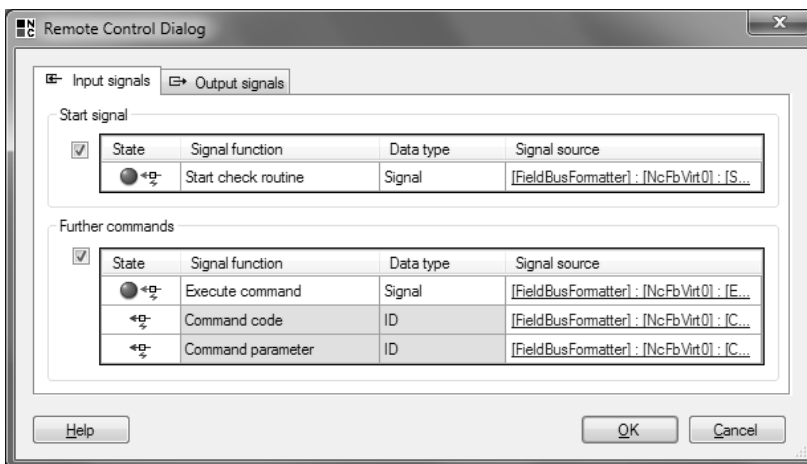 NC Remote Control Dialog
Input signals Output signals
Start signal
State Signal function Data type Signal source
Start check routine Signal [FieldBusFormatter] : [NcFbVirt0] : [S...
Further commands
State Signal function Data type Signal source
Execute command Signal [FieldBusFormatter] : [NcFbVirt0] : [E...
Command code ID [FieldBusFormatter] : [NcFbVirt0] : [C...
Command parameter ID [FieldBusFormatter] : [NcFbVirt0] : [C...
Help OK Cancel